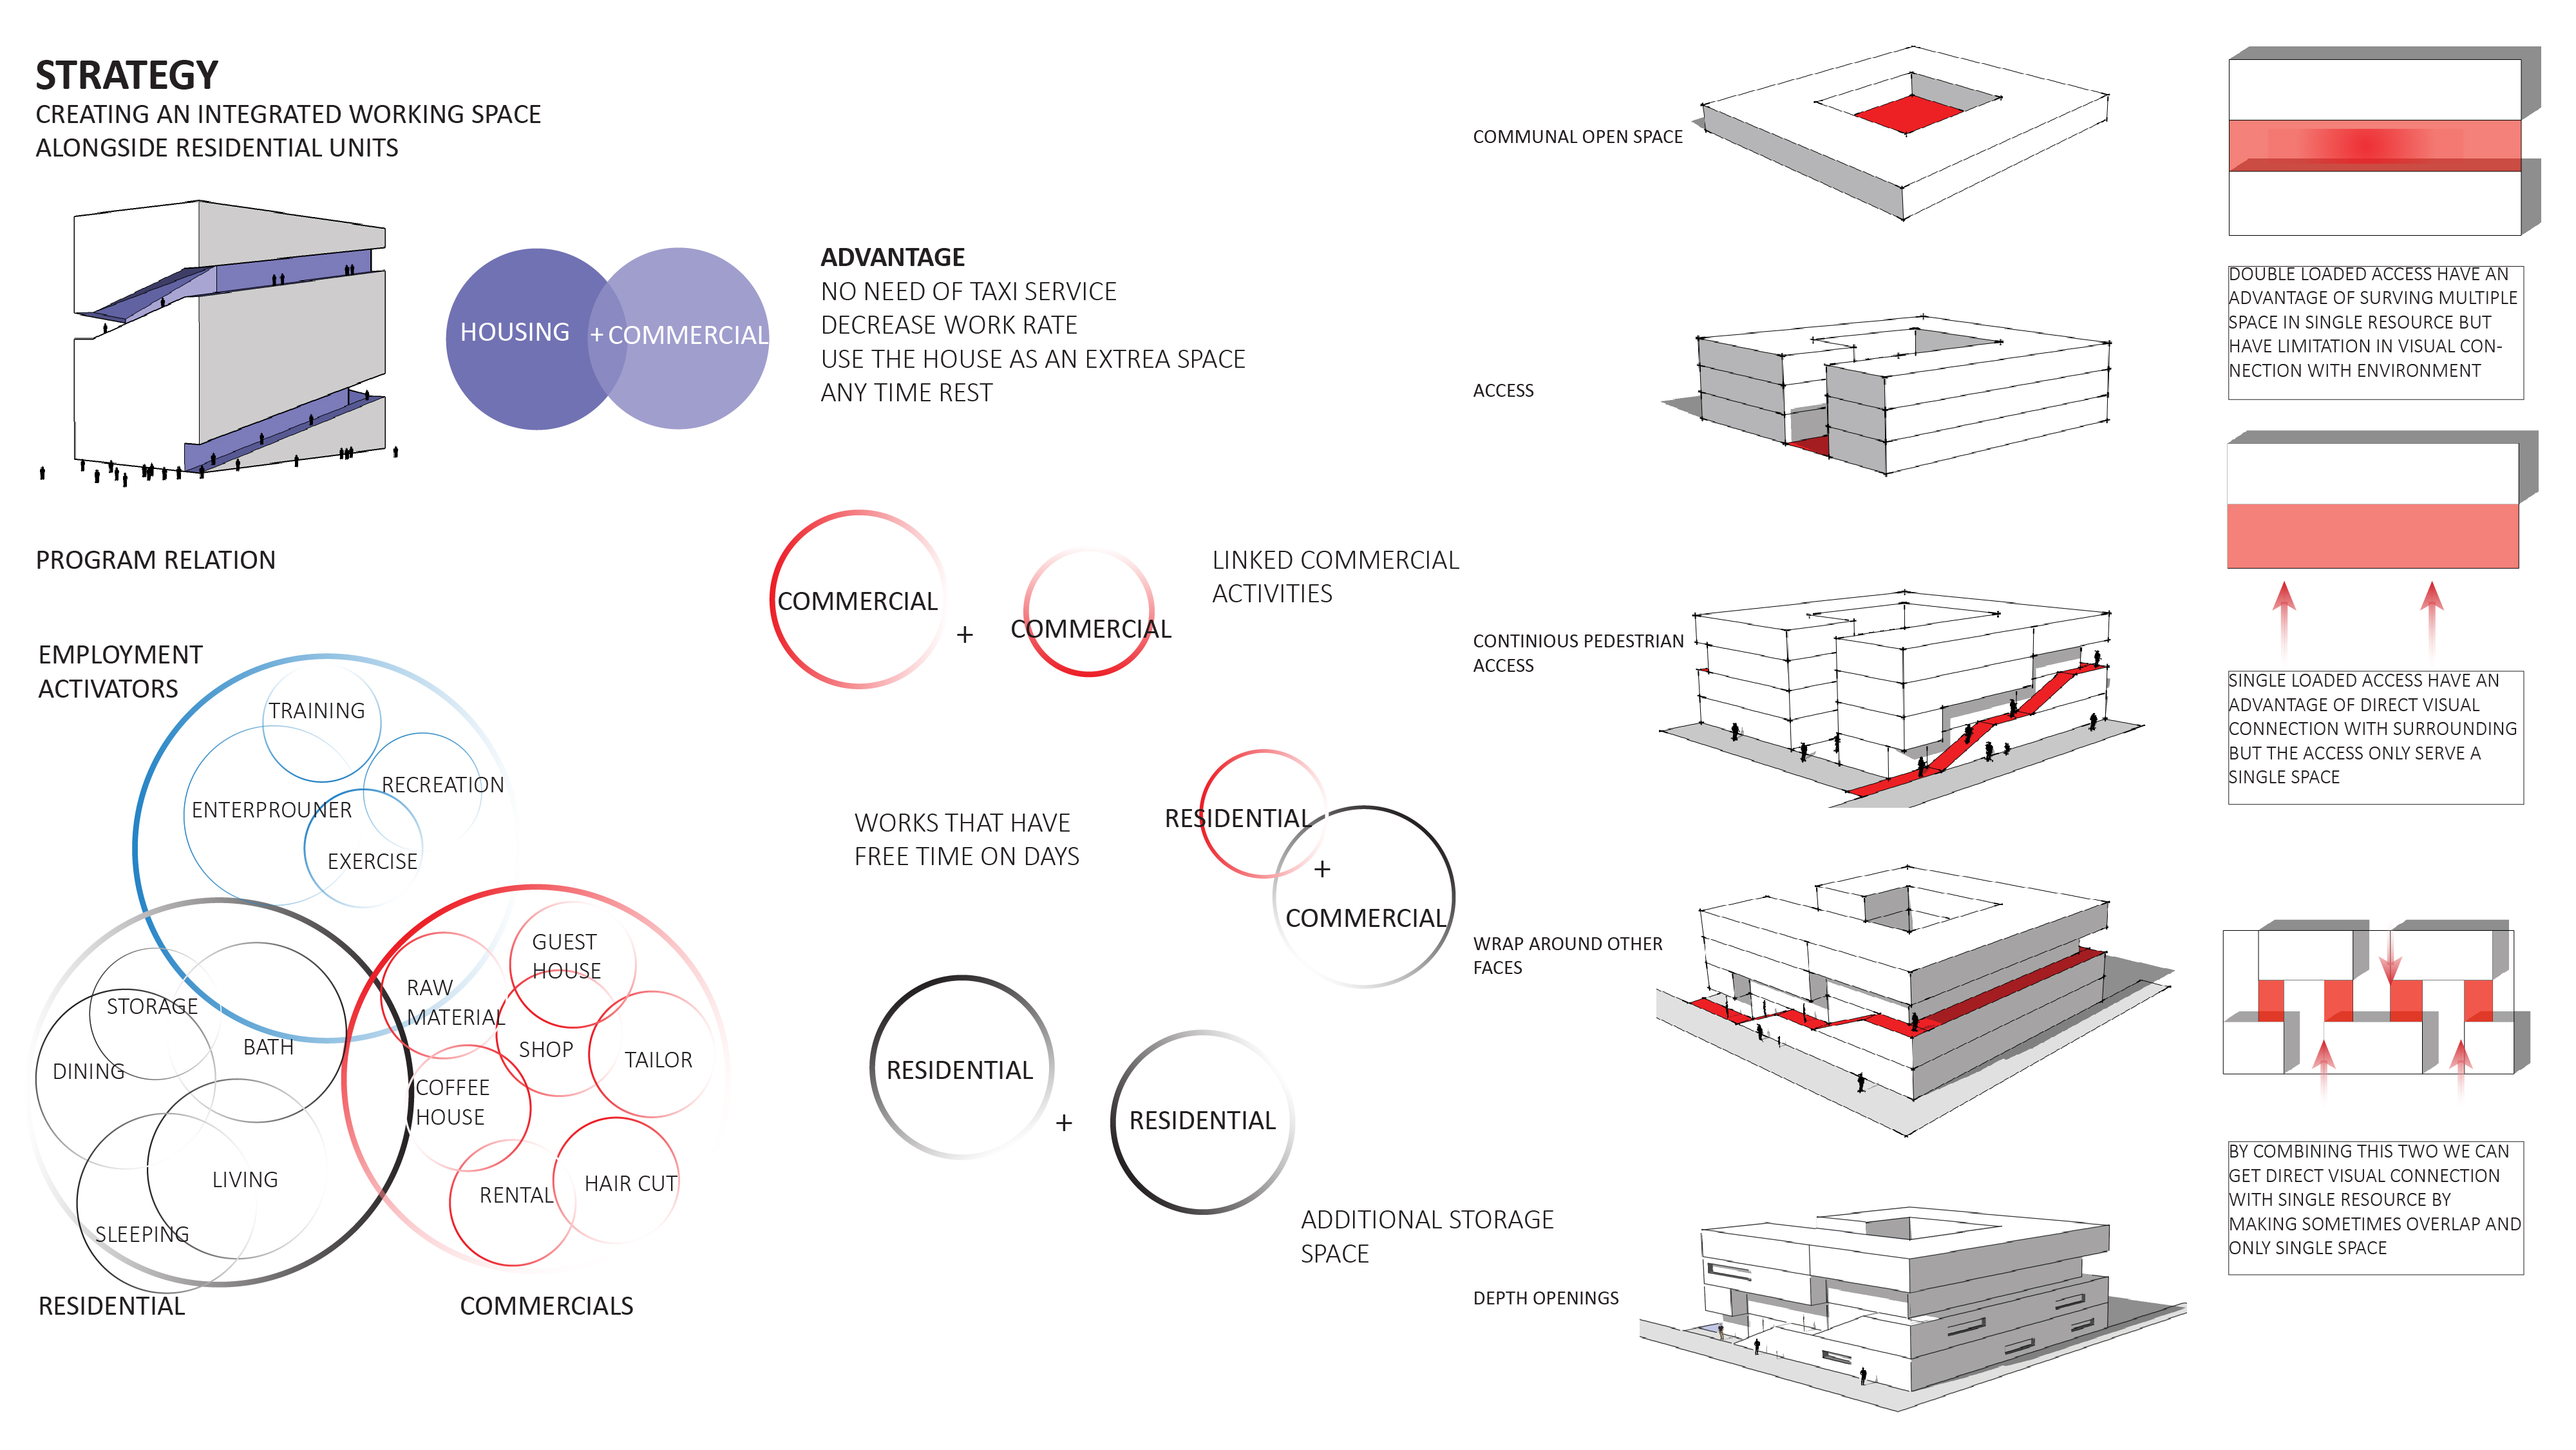 STRATEGY
CREATING AN INTEGRATED WORKING SPACE
ALONGSIDE RESIDENTIAL UNITS
HOUSING + COMMERCIAL
ADVANTAGE
NO NEED OF TAXI SERVICE
DECREASE WORK RATE
USE THE HOUSE AS AN EXTREA SPACE
ANY TIME REST
PROGRAM RELATION
EMPLOYMENT
ACTIVATORS
TRAINING
RECREATION
ENTERPROUNER
EXERCISE
STORAGE
BATH
DINING
LIVING
SLEEPING
RESIDENTIAL
GUEST
HOUSE
RAW
MATERIAL
SHOP
TAILOR
COFFEE
HOUSE
RENTAL
HAIR CUT
COMMERCIALS
COMMERCIAL
+
COMMERCIAL
LINKED COMMERCIAL
ACTIVITIES
WORKS THAT HAVE
FREE TIME ON DAYS
RESIDENTIAL
+
COMMERCIAL
RESIDENTIAL
+
RESIDENTIAL
ADDITIONAL STORAGE
SPACE
COMMUNAL OPEN SPACE
ACCESS
CONTINIOUS PEDESTRIAN
ACCESS
WRAP AROUND OTHER
FACES
DEPTH OPENINGS
DOUBLE LOADED ACCESS HAVE AN
ADVANTAGE OF SURVING MULTIPLE
SPACE IN SINGLE RESOURCE BUT
HAVE LIMITATION IN VISUAL CON-
NECTION WITH ENVIRONMENT
SINGLE LOADED ACCESS HAVE AN
ADVANTAGE OF DIRECT VISUAL
CONNECTION WITH SURROUNDING
BUT THE ACCESS ONLY SERVE A
SINGLE SPACE
BY COMBINING THIS TWO WE CAN
GET DIRECT VISUAL CONNECTION
WITH SINGLE RESOURCE BY
MAKING SOMETIMES OVERLAP AND
ONLY SINGLE SPACE